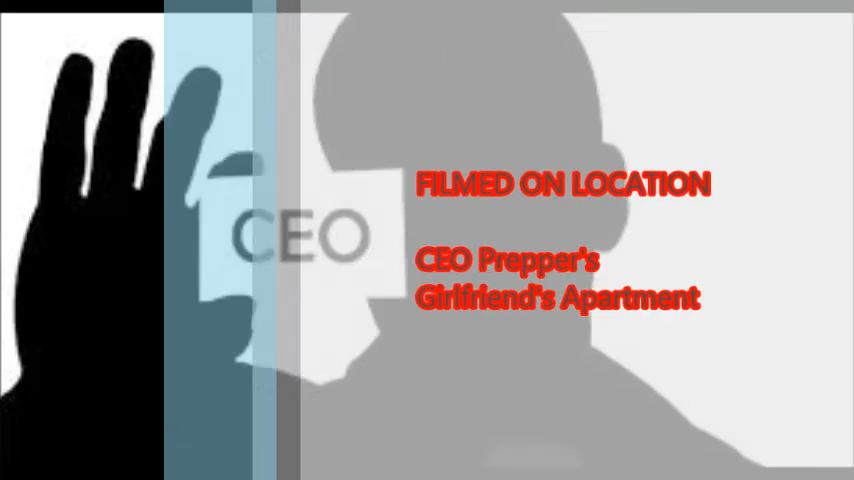 CEO
FILMED ON LOCATION
CEO Prepper's
Girlfriend's Apartment